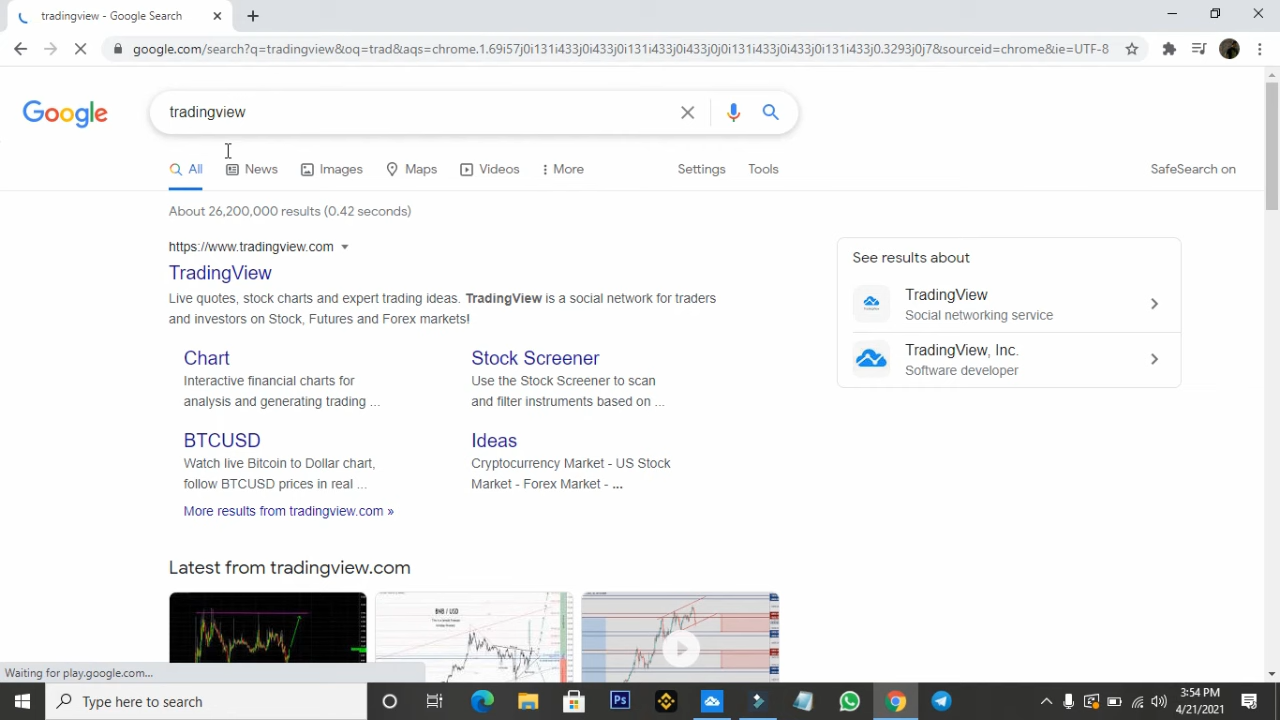 tradingview - Google Search
google.com/search?q=tradingview&oq=trad&aqs=chrome.1.69i57j0i131i433j0i433j0i131i433j0i433j0i131i433j0i433j0i131i433j0.3293j0j7&sourceid=chrome&ie=UTF-8
Google
tradingview
All News Images Maps Videos More Settings Tools SafeSearch on
About 26,200,000 results (0.42 seconds)
https://www.tradingview.com
TradingView
Live quotes, stock charts and expert trading ideas. TradingView is a social network for traders
and investors on Stock, Futures and Forex markets!
Chart
Interactive financial charts for
analysis and generating trading ...
Stock Screener
Use the Stock Screener to scan
and filter instruments based on ...
BTCUSD
Watch live Bitcoin to Dollar chart,
follow BTCUSD prices in real ...
Ideas
Cryptocurrency Market - US Stock
Market - Forex Market - ...
More results from tradingview.com »
See results about
TradingView
Social networking service
TradingView, Inc.
Software developer
Latest from tradingview.com
BNB / USD
Waiting for play.google.com...
Type here to search
Ps
3:54 PM
4/21/2021